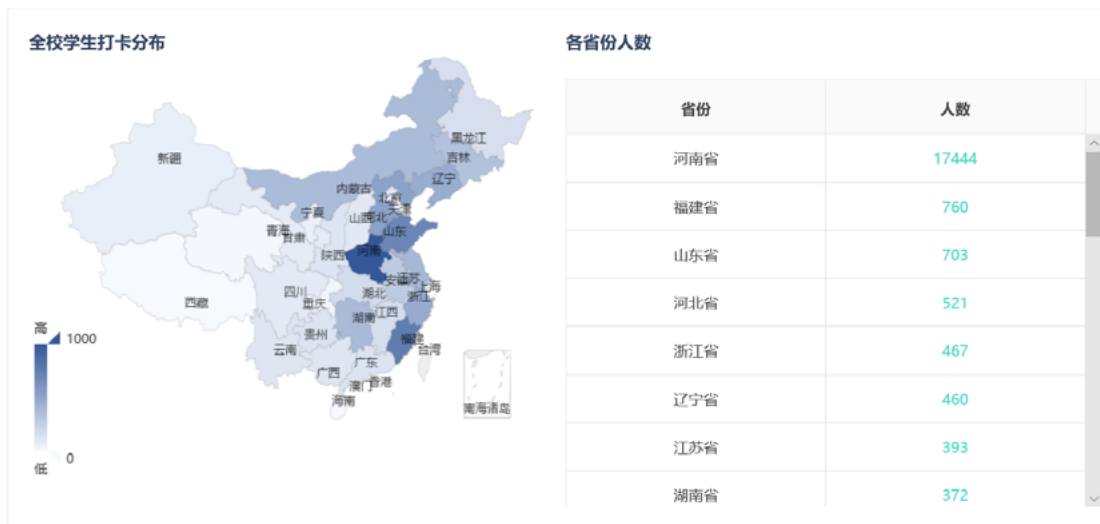 全校学生打卡分布
各省份人数
省份 人数
河南省 17444
福建省 760
山东省 703
河北省 521
浙江省 467
辽宁省 460
江苏省 393
湖南省 372
黑龙江
吉林
新疆
辽宁
内蒙古
北京
天津
宁夏
山西
河北
青海
甘肃
山东
陕西
河南
安徽
江苏
上海
四川
湖北
浙江
重庆
西藏
江西
湖南
贵州
福建
云南
台湾
广东
广西
香港
澳门
海南
南海诸岛
高
1000
0
低